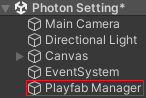 Photon Setting*
Main Camera
Directional Light
Canvas
EventSystem
Playfab Manager